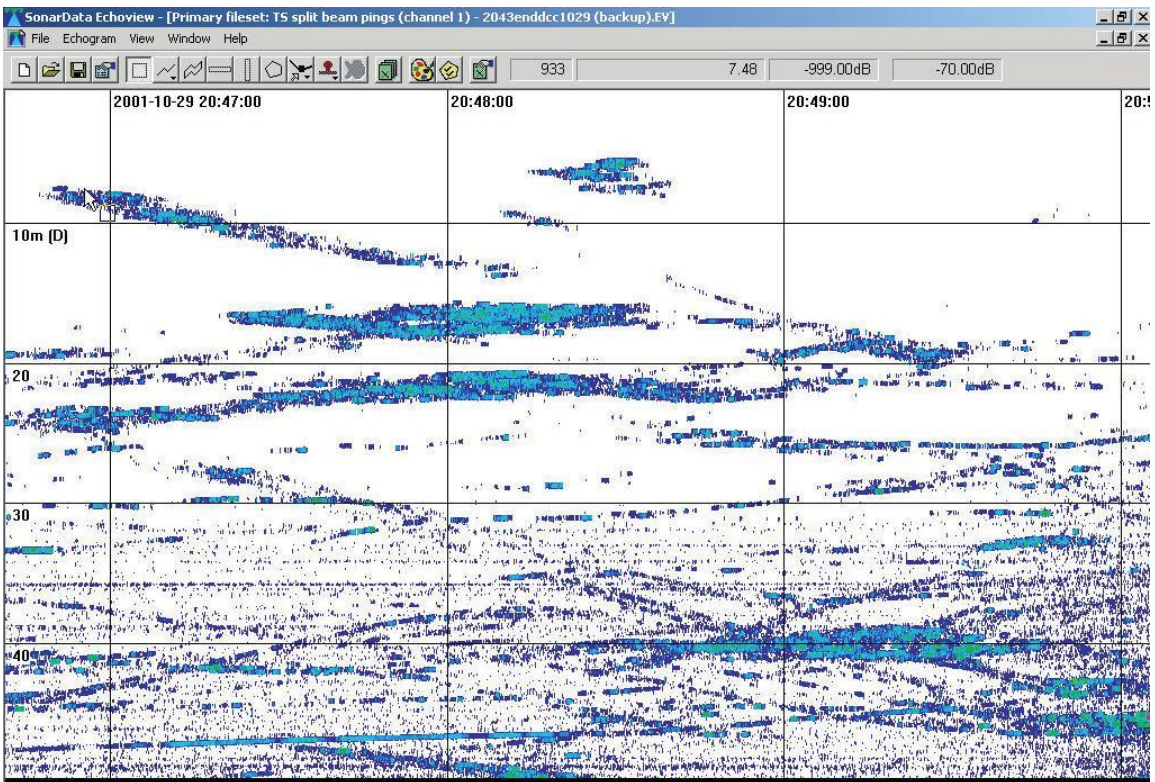 SonarData Echoview - [Primary fileset: TS split beam pings (channel 1) - 2043enddcc1029 (backup).EV]
File Echogram View Window Help
933 7.48 -999.00dB -70.00dB
2001-10-29 20:47:00 20:48:00 20:49:00 20:5
10m (D)
20
30
40